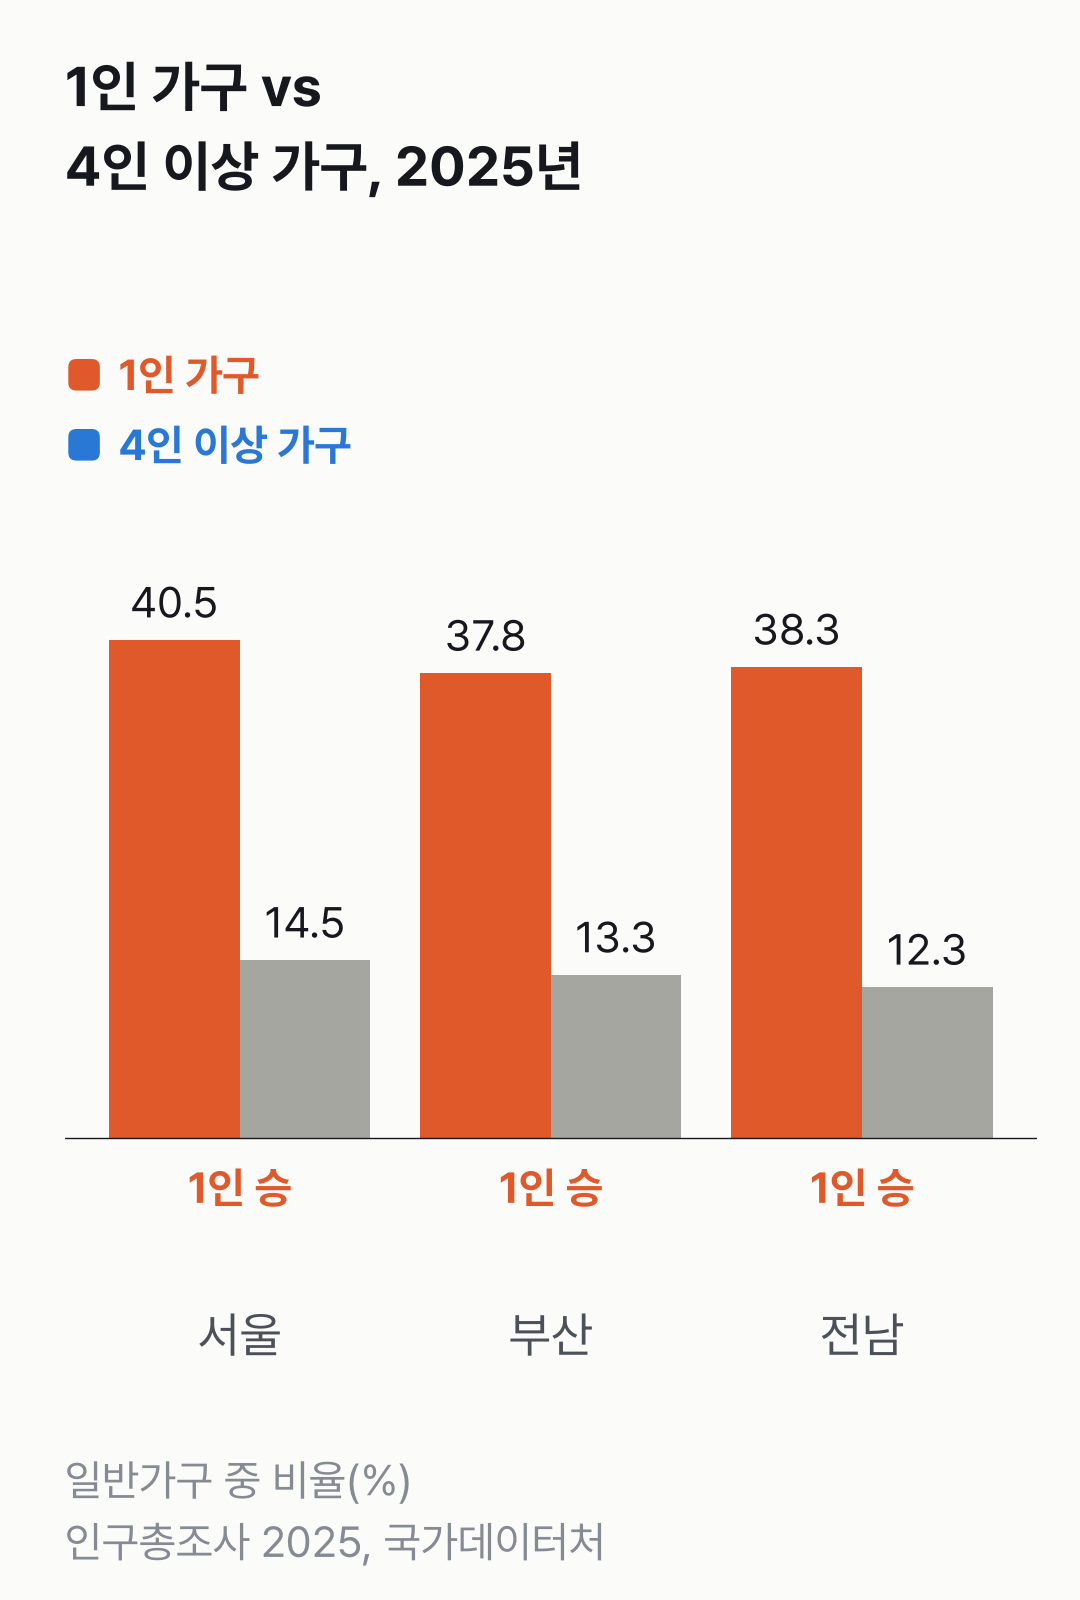 1인 가구 vs
4인 이상 가구, 2025년
1인 가구
4인 이상 가구
40.5
14.5
37.8
13.3
38.3
12.3
1인 승
1인 승
1인 승
서울
부산
전남
일반가구 중 비율(%)
인구총조사 2025, 국가데이터처